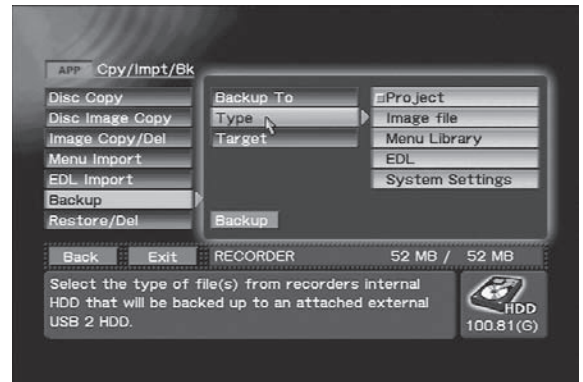 APP Cpy/Impt/Bk
Disc Copy
Disc Image Copy
Image Copy/Del
Menu Import
EDL Import
Backup
Restore/Del
Backup To
Type
Target
Backup
Project
Image file
Menu Library
EDL
System Settings
Back Exit RECORDER 52 MB / 52 MB
Select the type of file(s) from recorders internal
HDD that will be backed up to an attached external
USB 2 HDD.
HDD
100.81(G)